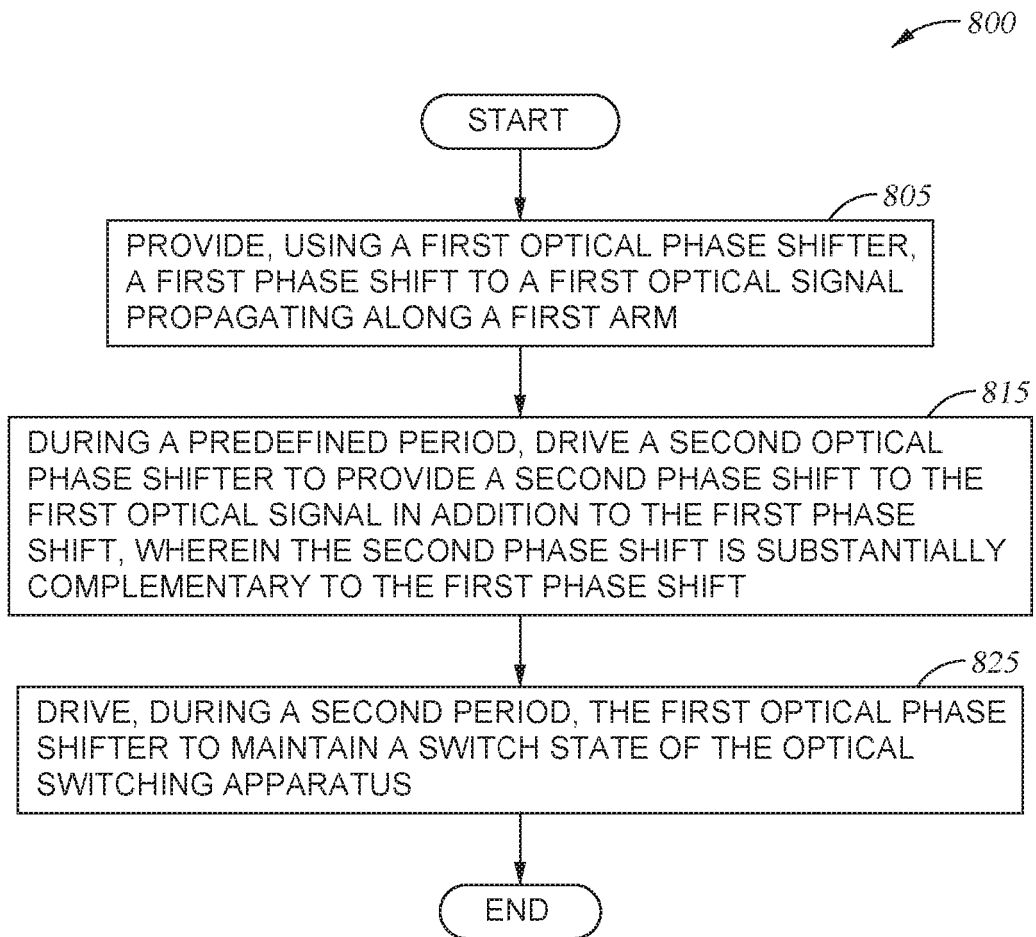 800
START
805
PROVIDE, USING A FIRST OPTICAL PHASE SHIFTER,
A FIRST PHASE SHIFT TO A FIRST OPTICAL SIGNAL
PROPAGATING ALONG A FIRST ARM
815
DURING A PREDEFINED PERIOD, DRIVE A SECOND OPTICAL
PHASE SHIFTER TO PROVIDE A SECOND PHASE SHIFT TO THE
FIRST OPTICAL SIGNAL IN ADDITION TO THE FIRST PHASE
SHIFT, WHEREIN THE SECOND PHASE SHIFT IS SUBSTANTIALLY
COMPLEMENTARY TO THE FIRST PHASE SHIFT
825
DRIVE, DURING A SECOND PERIOD, THE FIRST OPTICAL PHASE
SHIFTER TO MAINTAIN A SWITCH STATE OF THE OPTICAL
SWITCHING APPARATUS
END